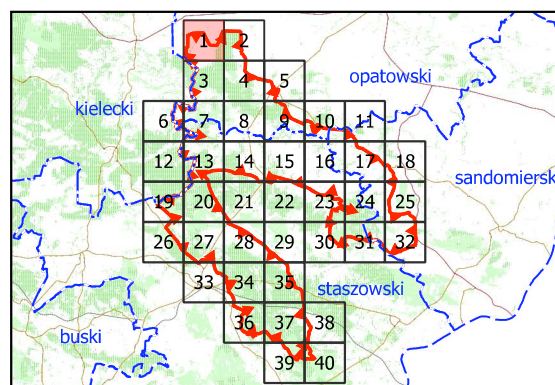 1 2
3 4 5
opatowski
kielecki
6 7 8 9 10 11
12 13 14 15 16 17 18
sandomiersk
19 20 21 22 23 24 25
26 27 28 29 30 31 32
33 34 35
staszowski
buski
36 37 38
39 40